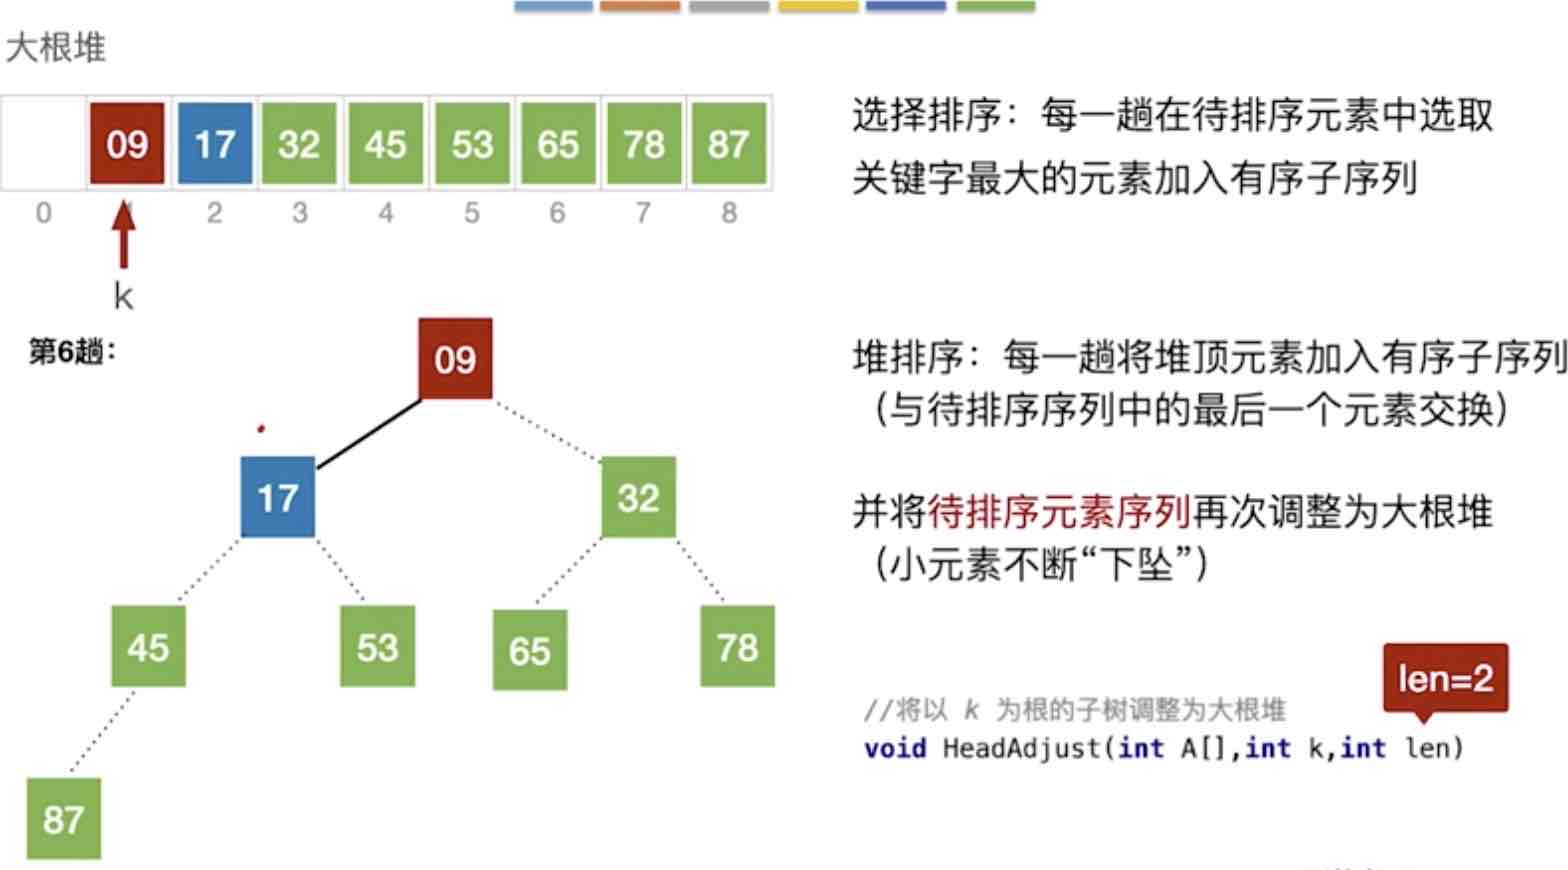 大根堆
09 17 32 45 53 65 78 87
0 1 2 3 4 5 6 7 8
k
选择排序：每一趟在待排序元素中选取
关键字最大的元素加入有序子序列
第6趟：
09
17 32
45 53 65 78
87
堆排序：每一趟将堆顶元素加入有序子序列
（与待排序序列中的最后一个元素交换）
并将待排序元素序列再次调整为大根堆
（小元素不断“下坠”）
len=2
//将以 k 为根的子树调整为大根堆
void HeadAdjust(int A[],int k,int len)